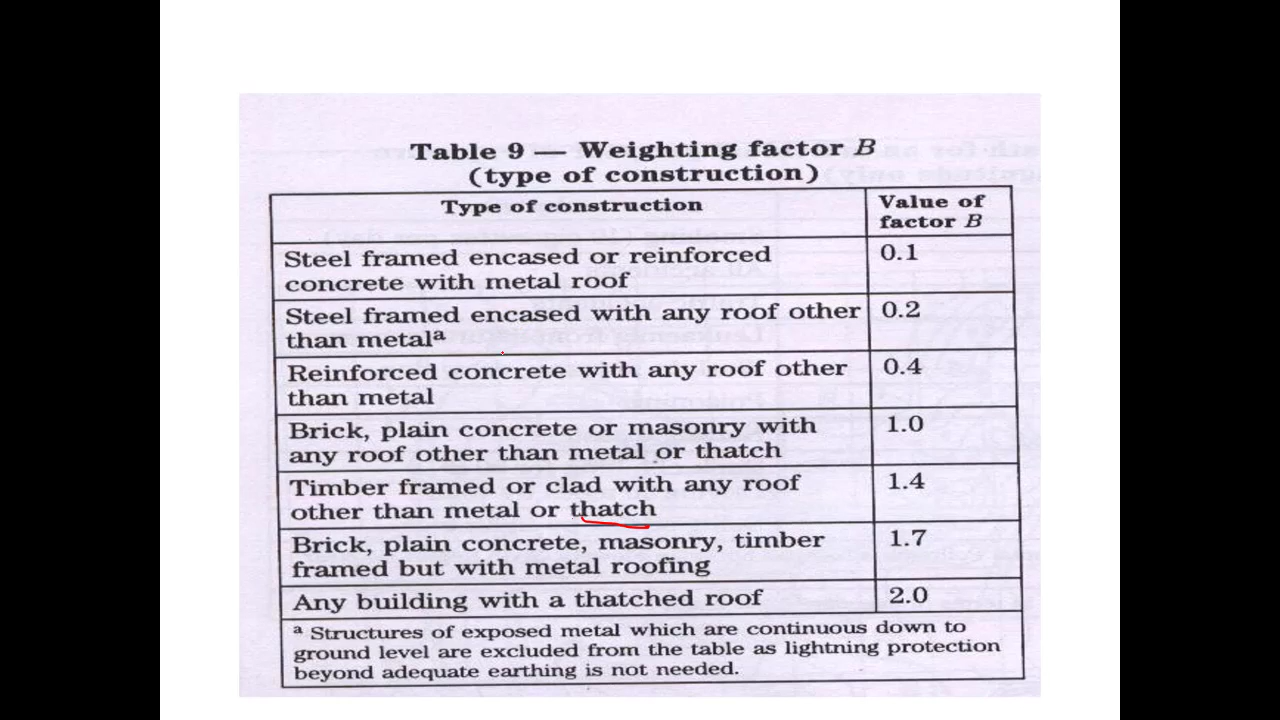 Table 9 — Weighting factor B
(type of construction)
Type of construction
Value of
factor B
Steel framed encased or reinforced
concrete with metal roof
0.1
Steel framed encased with any roof other
than metalᵃ
0.2
Reinforced concrete with any roof other
than metal
0.4
Brick, plain concrete or masonry with
any roof other than metal or thatch
1.0
Timber framed or clad with any roof
other than metal or thatch
1.4
Brick, plain concrete, masonry, timber
framed but with metal roofing
1.7
Any building with a thatched roof
2.0
ᵃ Structures of exposed metal which are continuous down to
ground level are excluded from the table as lightning protection
beyond adequate earthing is not needed.